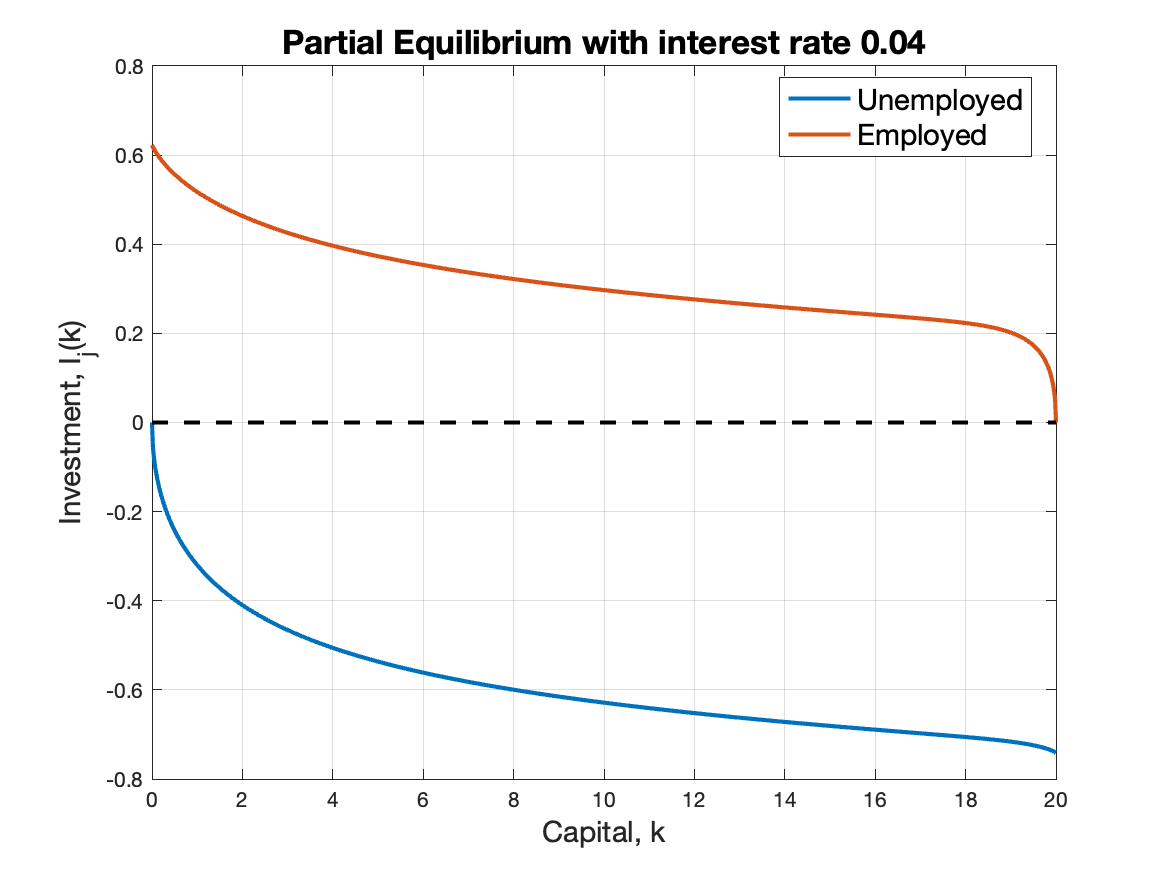 Partial Equilibrium with interest rate 0.04
Unemployed
Employed
Investment, I_j(k)
0.8
0.6
0.4
0.2
0
-0.2
-0.4
-0.6
-0.8
0 2 4 6 8 10 12 14 16 18 20
Capital, k